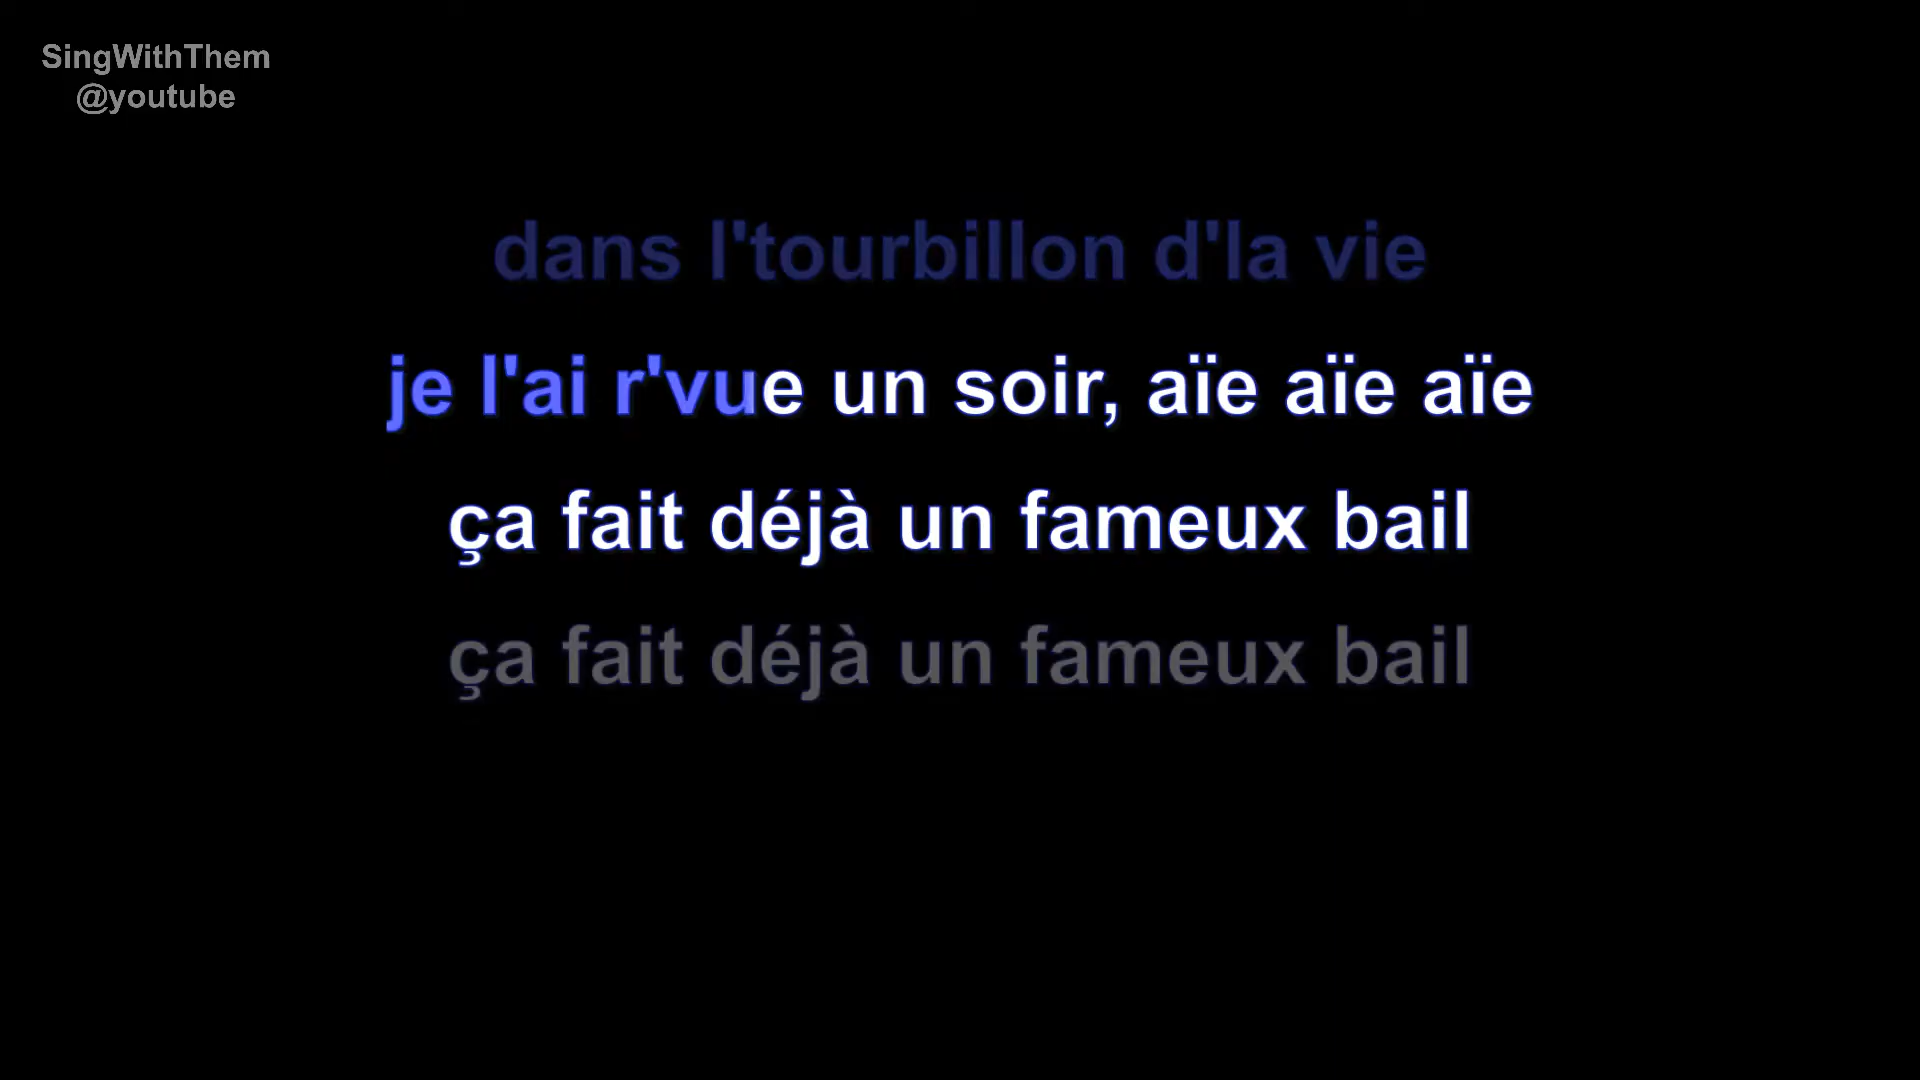 SingWithThem
@youtube
dans l'tourbillon d'la vie
je l'ai r'vue un soir, aïe aïe aïe
ça fait déjà un fameux bail
ça fait déjà un fameux bail